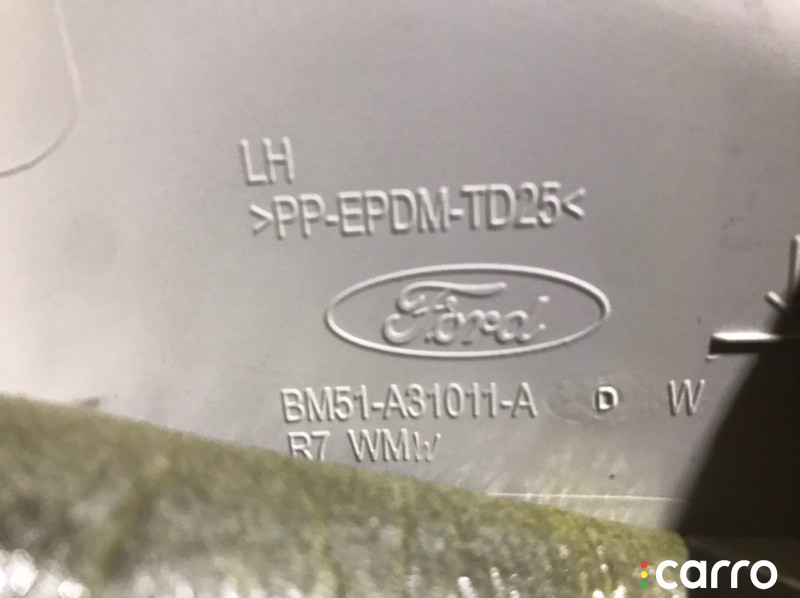 LH
>PP-EPDM-TD25<
Ford
BM51-A31011-A D W
R7 WMW
carro